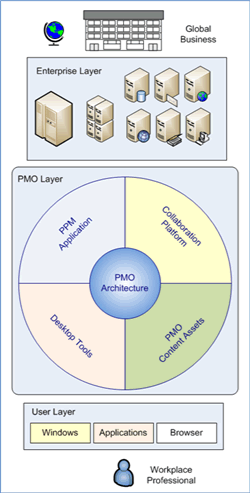 Global
Business
Enterprise Layer
PMO Layer
PPM
Application
Collaboration
Platform
PMO
Architecture
Desktop Tools
PMO
Content Assets
User Layer
Windows
Applications
Browser
Workplace
Professional